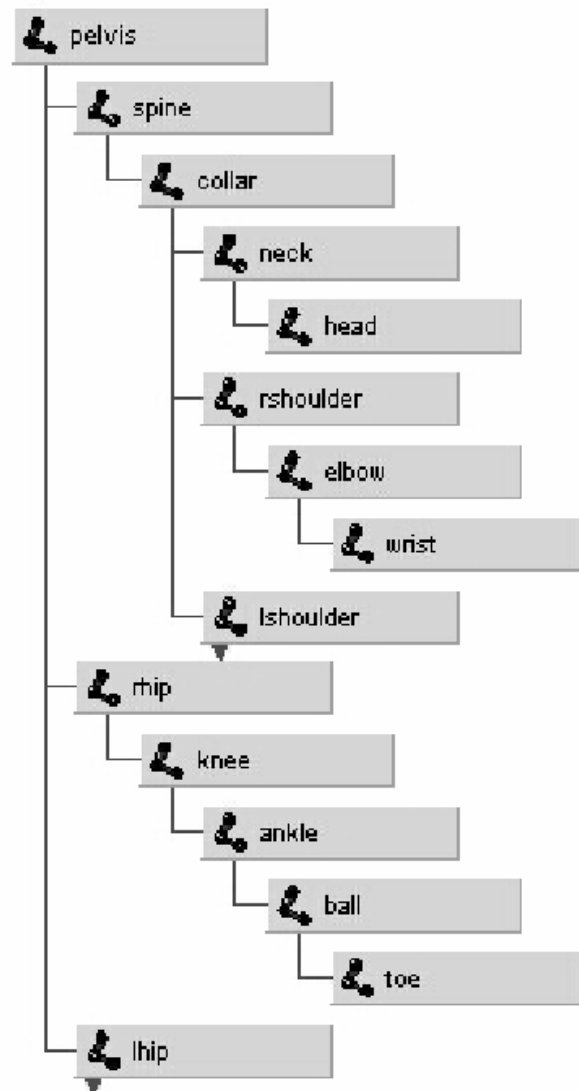 pelvis
spine
collar
neck
head
rshoulder
elbow
wrist
lshoulder
rhip
knee
ankle
ball
toe
lhip